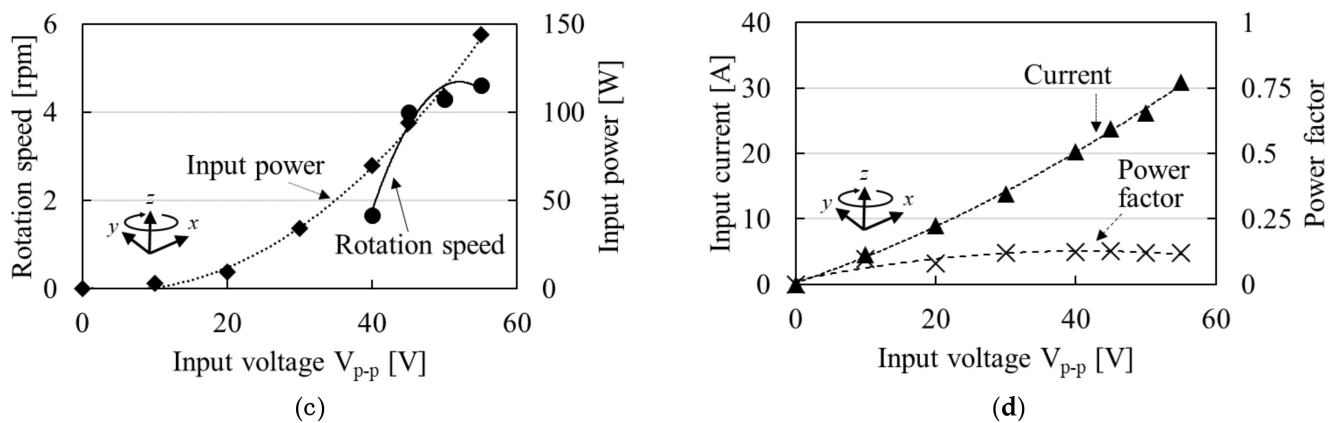 Rotation speed [rpm]
6
4
2
0
150
100
50
0
Input power [W]
Input power
Rotation speed
z
y
x
0
20
40
60
Input voltage Vp-p [V]
(c)
Input current [A]
40
30
20
10
0
1
0.75
0.5
0.25
0
Power factor
Current
Power
factor
z
y
x
0
20
40
60
Input voltage Vp-p [V]
(d)